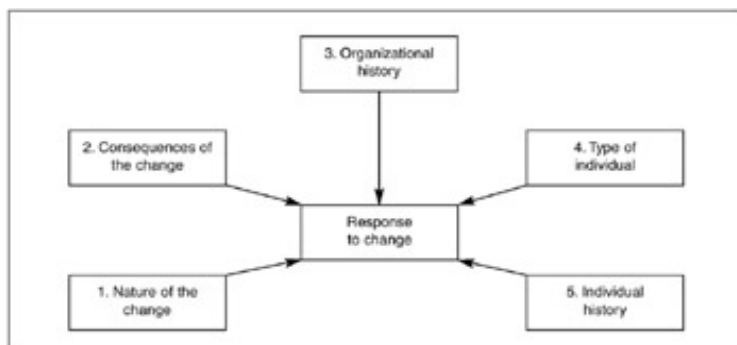 3. Organizational
history
2. Consequences of
the change
4. Type of
individual
Response
to change
1. Nature of the
change
5. Individual
history